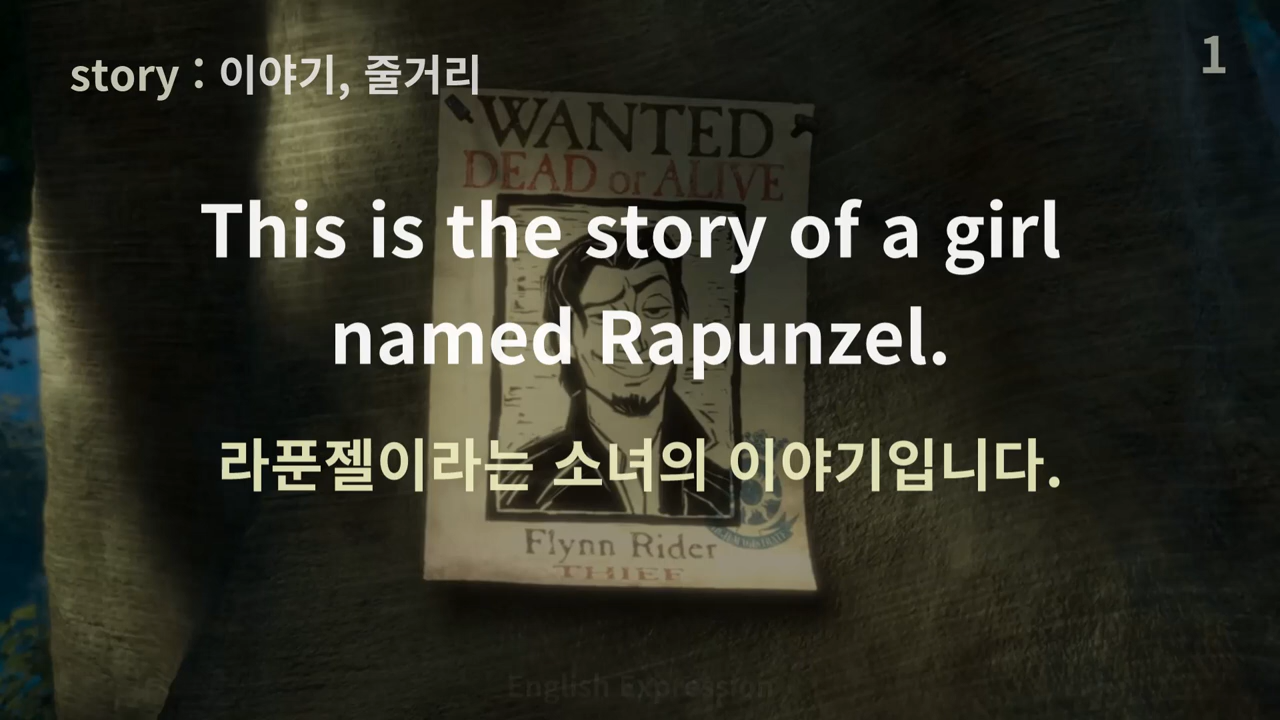 story : 이야기, 줄거리
1
WANTED
DEAD or ALIVE
This is the story of a girl
named Rapunzel.
라푼젤이라는 소녀의 이야기입니다.
Flynn Rider
THIEF
English Expression